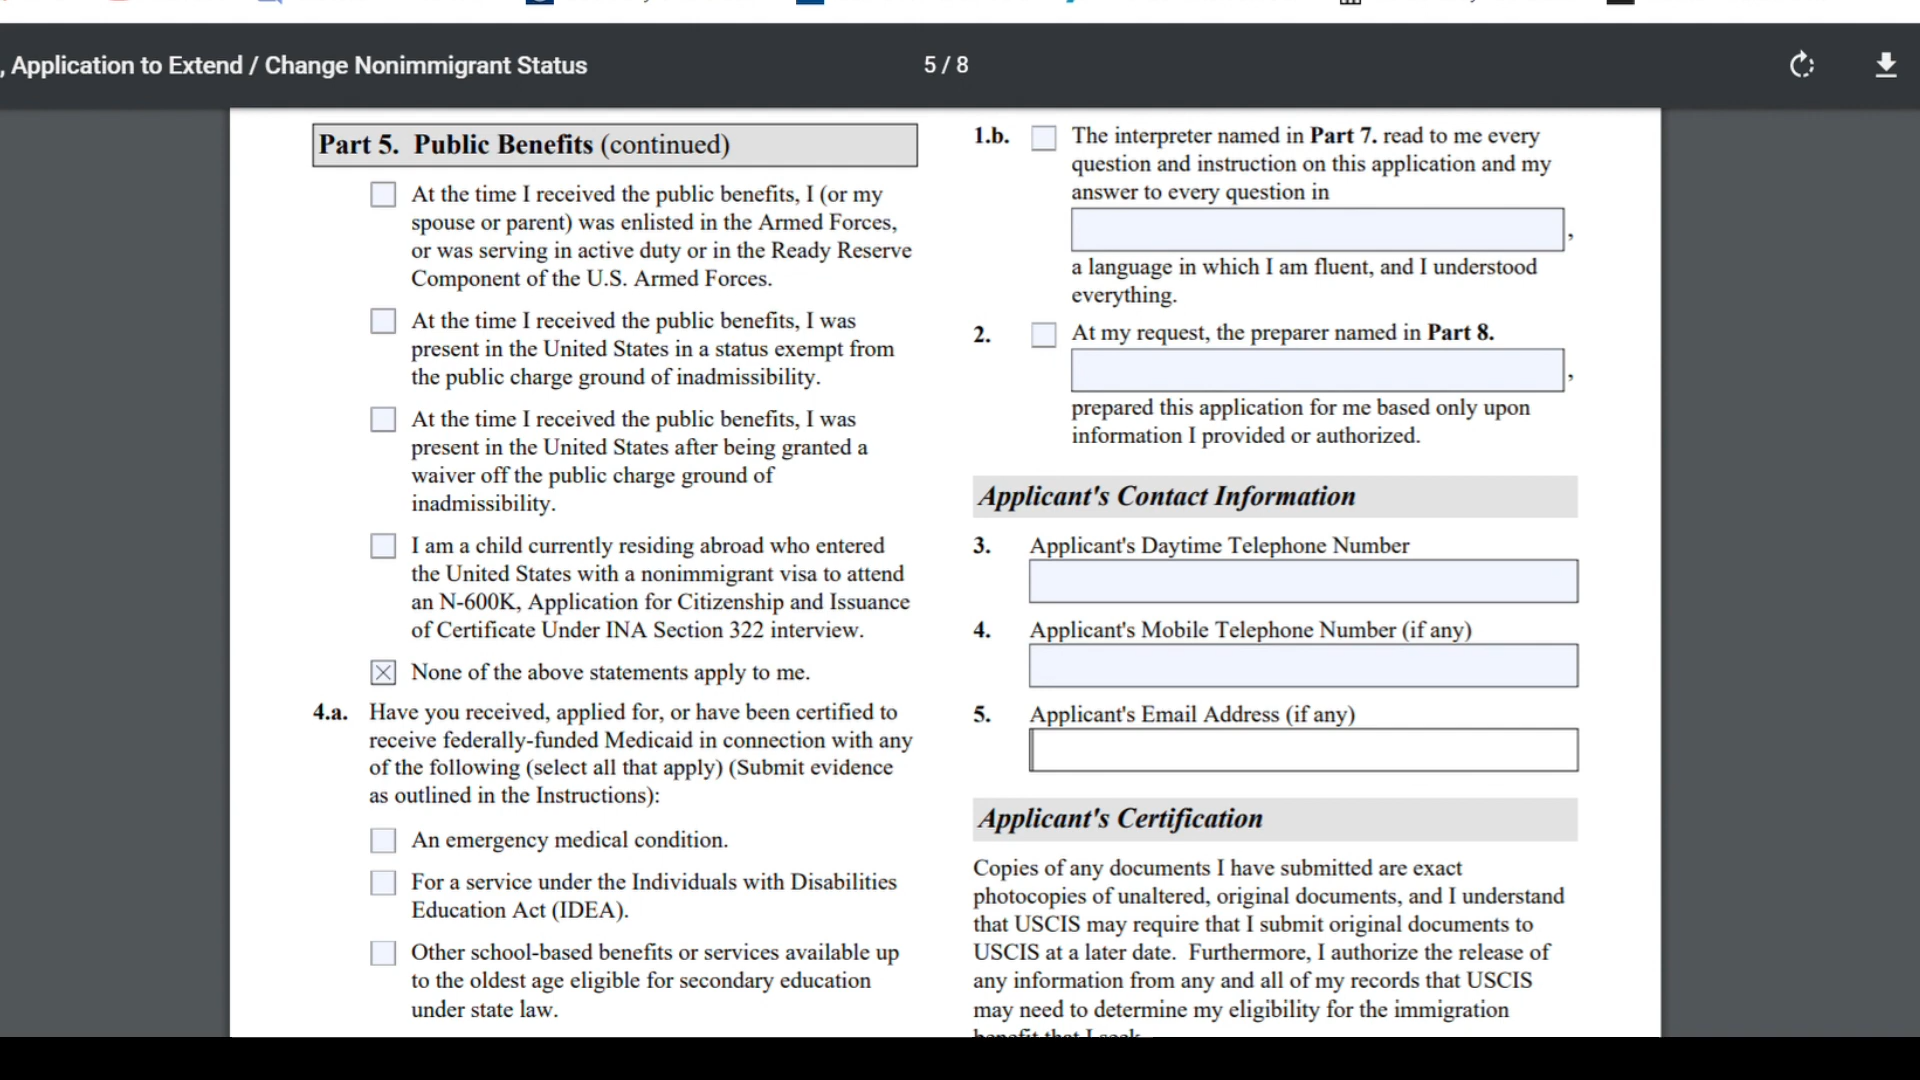 , Application to Extend / Change Nonimmigrant Status
5 / 8
Part 5. Public Benefits (continued)
At the time I received the public benefits, I (or my
spouse or parent) was enlisted in the Armed Forces,
or was serving in active duty or in the Ready Reserve
Component of the U.S. Armed Forces.
At the time I received the public benefits, I was
present in the United States in a status exempt from
the public charge ground of inadmissibility.
At the time I received the public benefits, I was
present in the United States after being granted a
waiver off the public charge ground of
inadmissibility.
I am a child currently residing abroad who entered
the United States with a nonimmigrant visa to attend
an N-600K, Application for Citizenship and Issuance
of Certificate Under INA Section 322 interview.
None of the above statements apply to me.
4.a. Have you received, applied for, or have been certified to
receive federally-funded Medicaid in connection with any
of the following (select all that apply) (Submit evidence
as outlined in the Instructions):
An emergency medical condition.
For a service under the Individuals with Disabilities
Education Act (IDEA).
Other school-based benefits or services available up
to the oldest age eligible for secondary education
under state law.
1.b. The interpreter named in Part 7. read to me every
question and instruction on this application and my
answer to every question in
,
a language in which I am fluent, and I understood
everything.
2. At my request, the preparer named in Part 8.
,
prepared this application for me based only upon
information I provided or authorized.
Applicant's Contact Information
3. Applicant's Daytime Telephone Number
4. Applicant's Mobile Telephone Number (if any)
5. Applicant's Email Address (if any)
Applicant's Certification
Copies of any documents I have submitted are exact
photocopies of unaltered, original documents, and I understand
that USCIS may require that I submit original documents to
USCIS at a later date. Furthermore, I authorize the release of
any information from any and all of my records that USCIS
may need to determine my eligibility for the immigration
benefit that I seek.